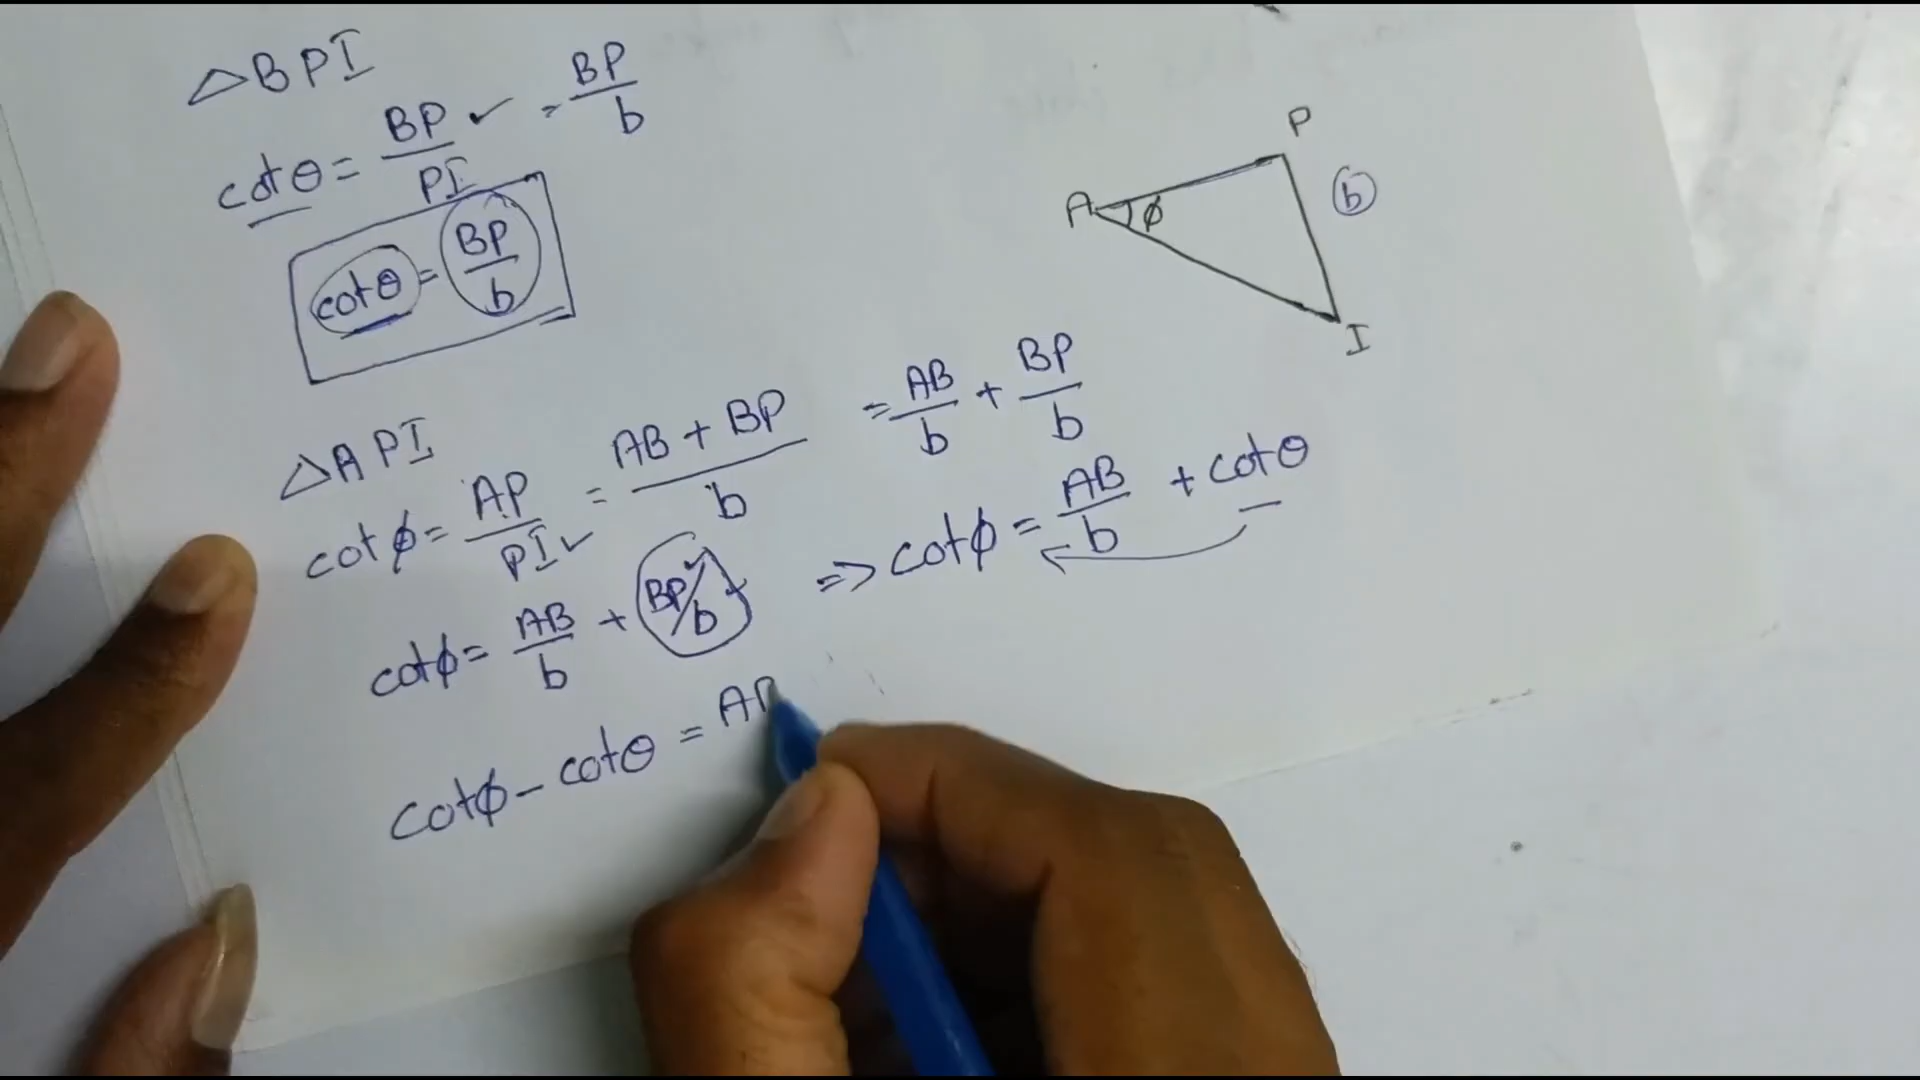 △BPI
cotθ = BP/PI ✓ = BP/b
cotθ = BP/b
P
A ϕ
b
I
△API
cotϕ = AP/PI ✓ = AB + BP/b = AB/b + BP/b
cotϕ = AB/b + BP/b ⇒ cotϕ = AB/b + cotθ
cotϕ - cotθ = AB